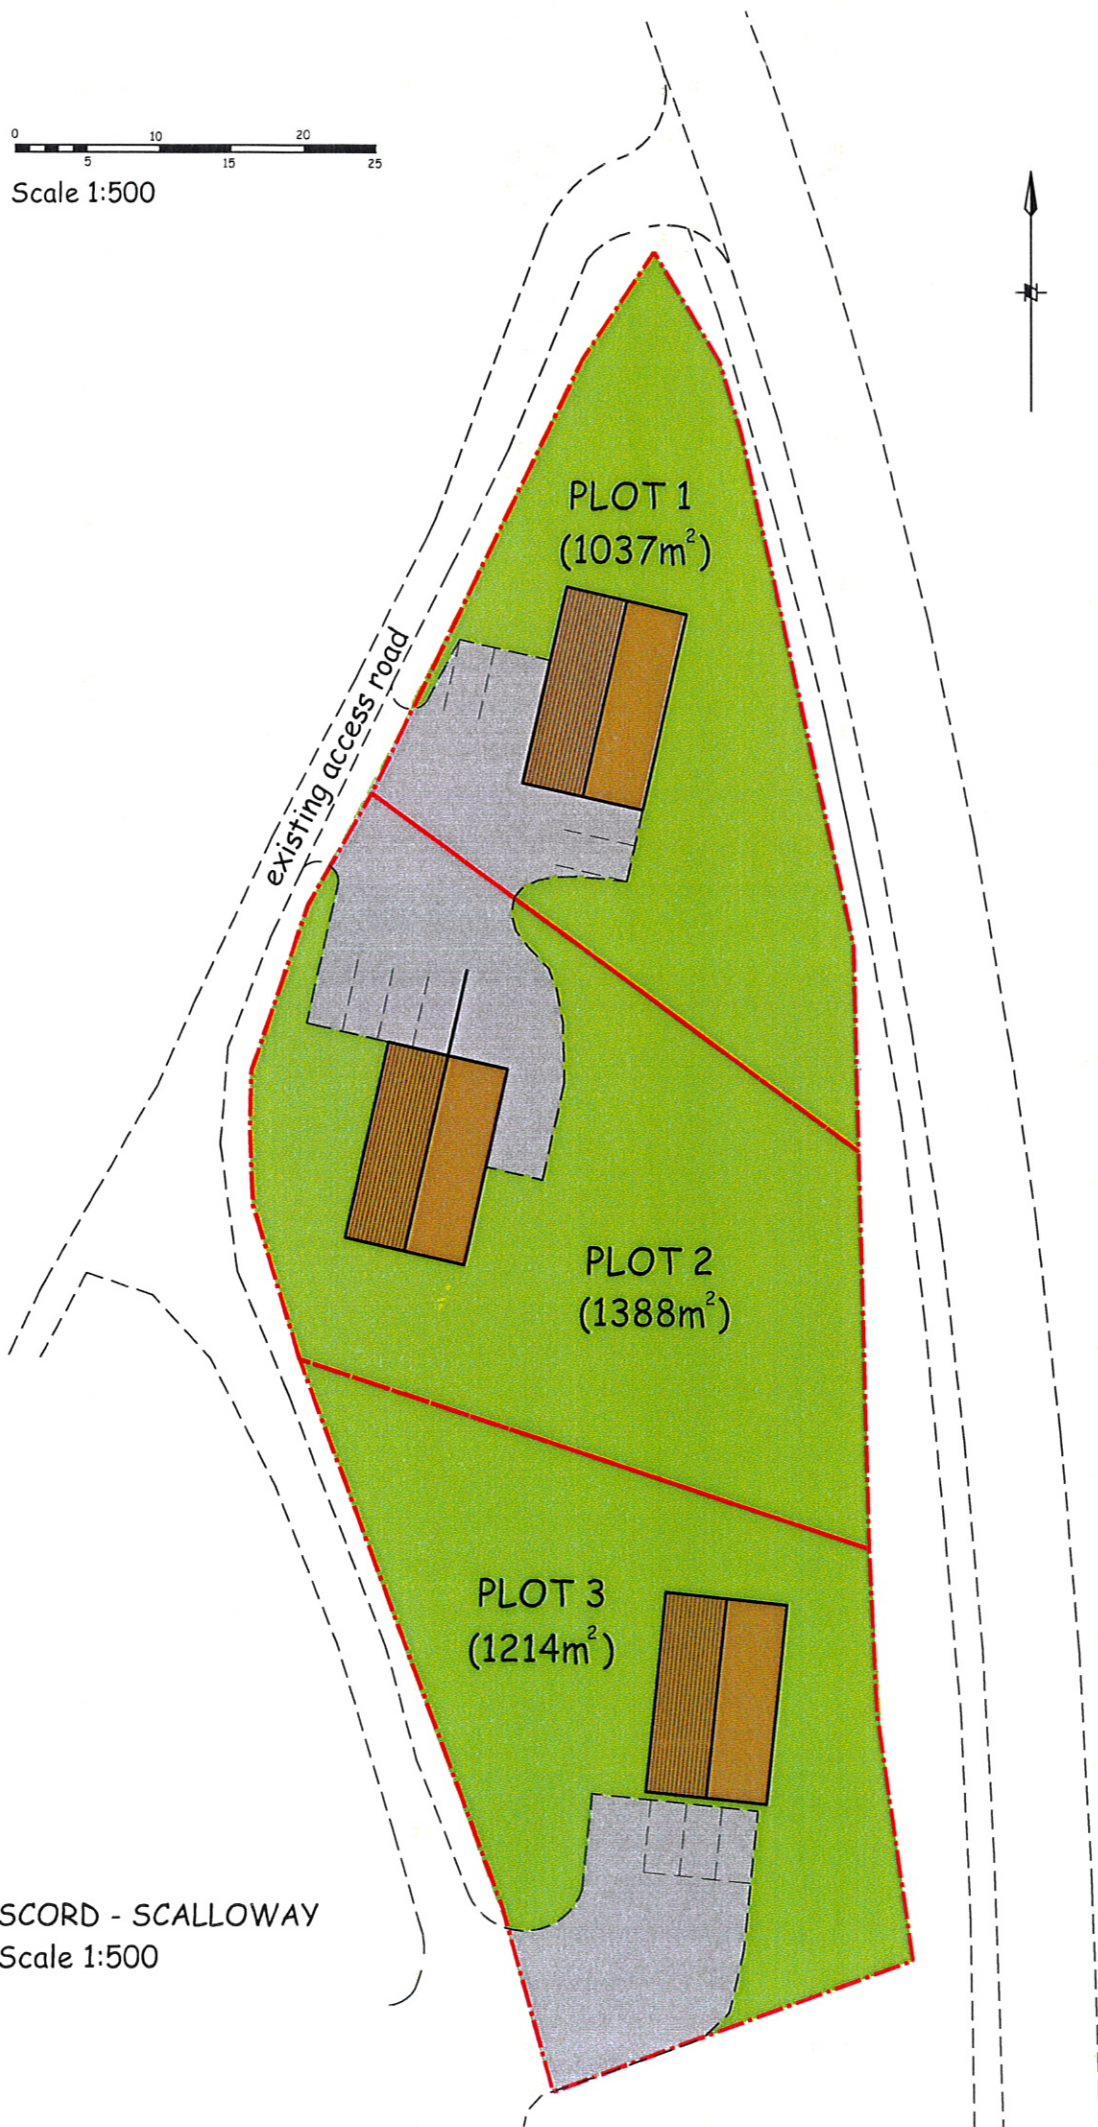 0 10 20
5 15 25
Scale 1:500
PLOT 1
(1037m²)
existing access road
PLOT 2
(1388m²)
PLOT 3
(1214m²)
SCORD - SCALLOWAY
Scale 1:500